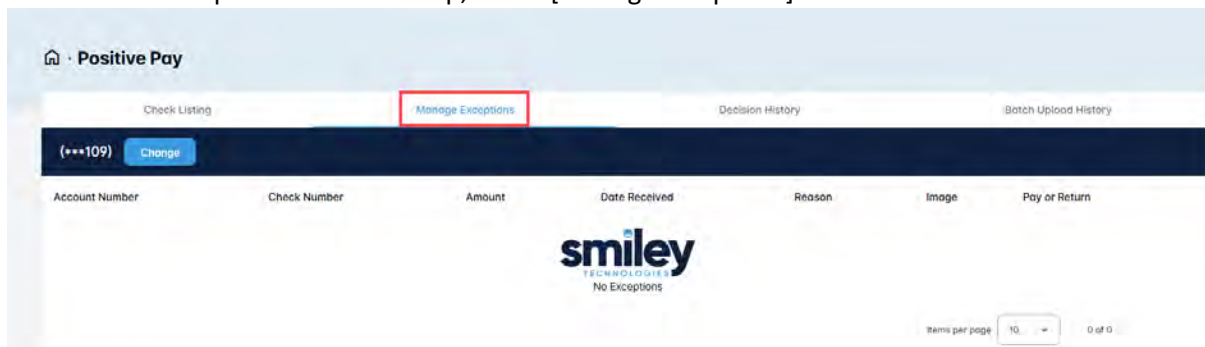 Positive Pay
Check Listing Manage Exceptions Decision History Batch Upload History
(***109) Change
Account Number Check Number Amount Date Received Reason Image Pay or Return
smiley
TECHNOLOGIES
No Exceptions
Items per page 10 0 of 0